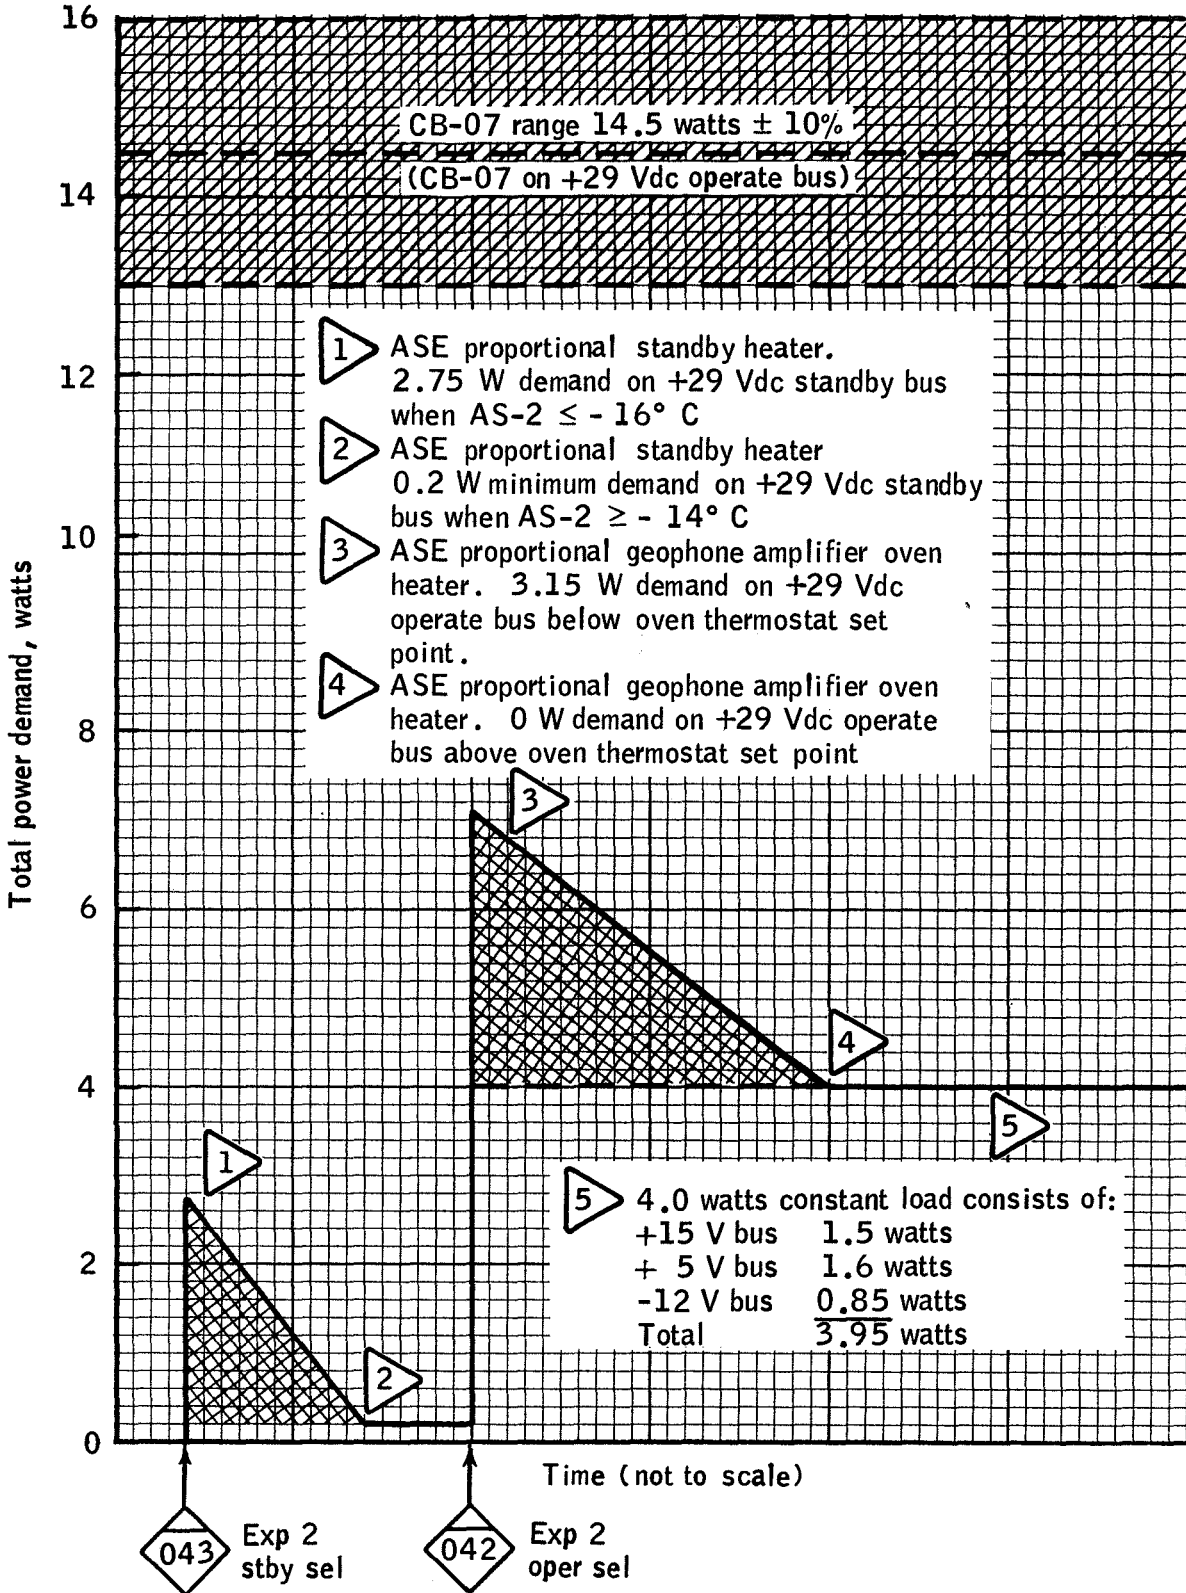 16
CB-07 range 14.5 watts ± 10%
(CB-07 on +29 Vdc operate bus)
14
1 ASE proportional standby heater.
2.75 W demand on +29 Vdc standby bus
when AS-2 ≤ - 16° C
12
2 ASE proportional standby heater
0.2 W minimum demand on +29 Vdc standby
bus when AS-2 ≥ - 14° C
10
3 ASE proportional geophone amplifier oven
heater. 3.15 W demand on +29 Vdc
operate bus below oven thermostat set
point.
4 ASE proportional geophone amplifier oven
heater. 0 W demand on +29 Vdc operate
bus above oven thermostat set point
8
Total power demand, watts
3
6
4
4
5
1
5 4.0 watts constant load consists of:
+15 V bus 1.5 watts
+ 5 V bus 1.6 watts
-12 V bus 0.85 watts
Total 3.95 watts
2
2
0
Time (not to scale)
043 Exp 2
stby sel
042 Exp 2
oper sel